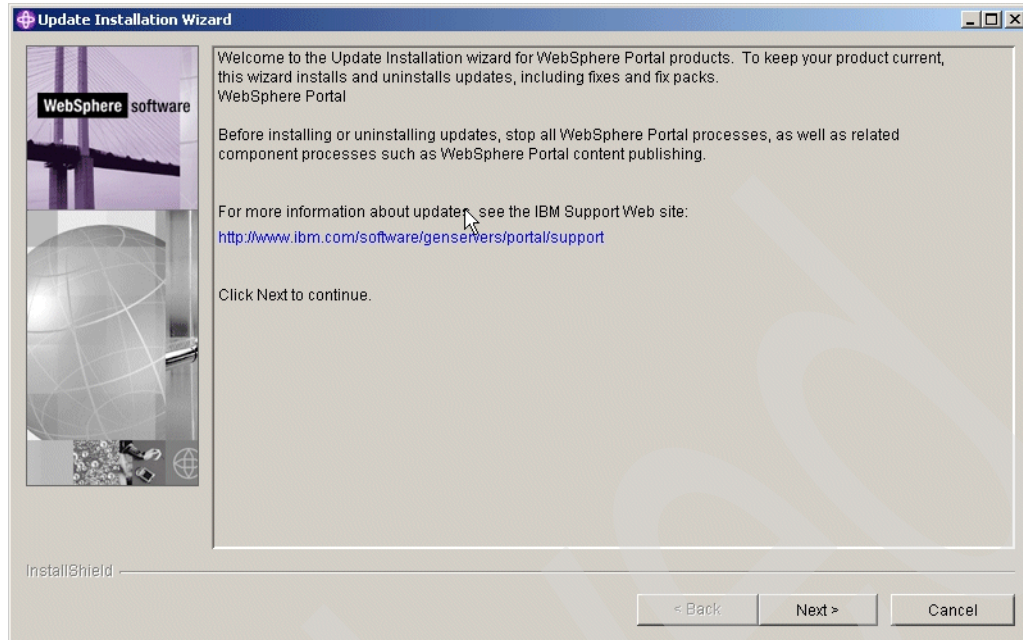 Update Installation Wizard
WebSphere software
Welcome to the Update Installation wizard for WebSphere Portal products. To keep your product current,
this wizard installs and uninstalls updates, including fixes and fix packs.
WebSphere Portal
Before installing or uninstalling updates, stop all WebSphere Portal processes, as well as related
component processes such as WebSphere Portal content publishing.
For more information about updates, see the IBM Support Web site:
http://www.ibm.com/software/genservers/portal/support
Click Next to continue.
InstallShield
< Back
Next >
Cancel